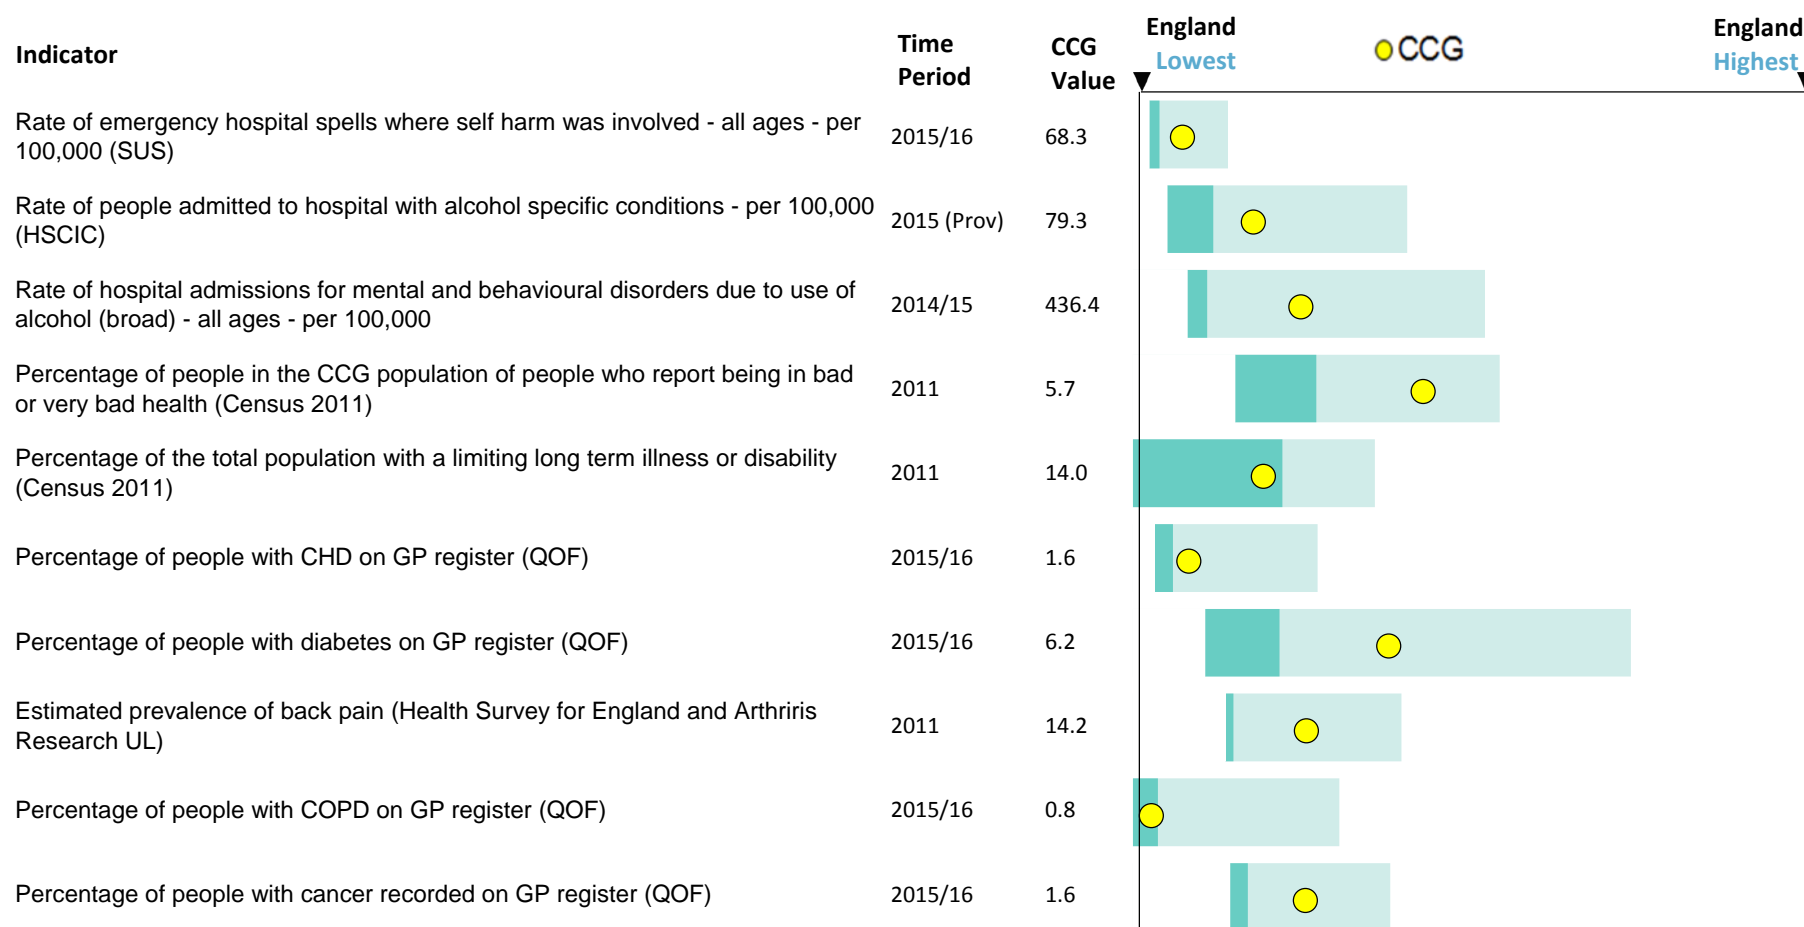 Indicator
Time
Period
CCG
Value
England
Lowest
CCG
England
Highest
Rate of emergency hospital spells where self harm was involved - all ages - per
100,000 (SUS)
2015/16
68.3
Rate of people admitted to hospital with alcohol specific conditions - per 100,000
(HSCIC)
2015 (Prov)
79.3
Rate of hospital admissions for mental and behavioural disorders due to use of
alcohol (broad) - all ages - per 100,000
2014/15
436.4
Percentage of people in the CCG population of people who report being in bad
or very bad health (Census 2011)
2011
5.7
Percentage of the total population with a limiting long term illness or disability
(Census 2011)
2011
14.0
Percentage of people with CHD on GP register (QOF)
2015/16
1.6
Percentage of people with diabetes on GP register (QOF)
2015/16
6.2
Estimated prevalence of back pain (Health Survey for England and Arthriris
Research UL)
2011
14.2
Percentage of people with COPD on GP register (QOF)
2015/16
0.8
Percentage of people with cancer recorded on GP register (QOF)
2015/16
1.6